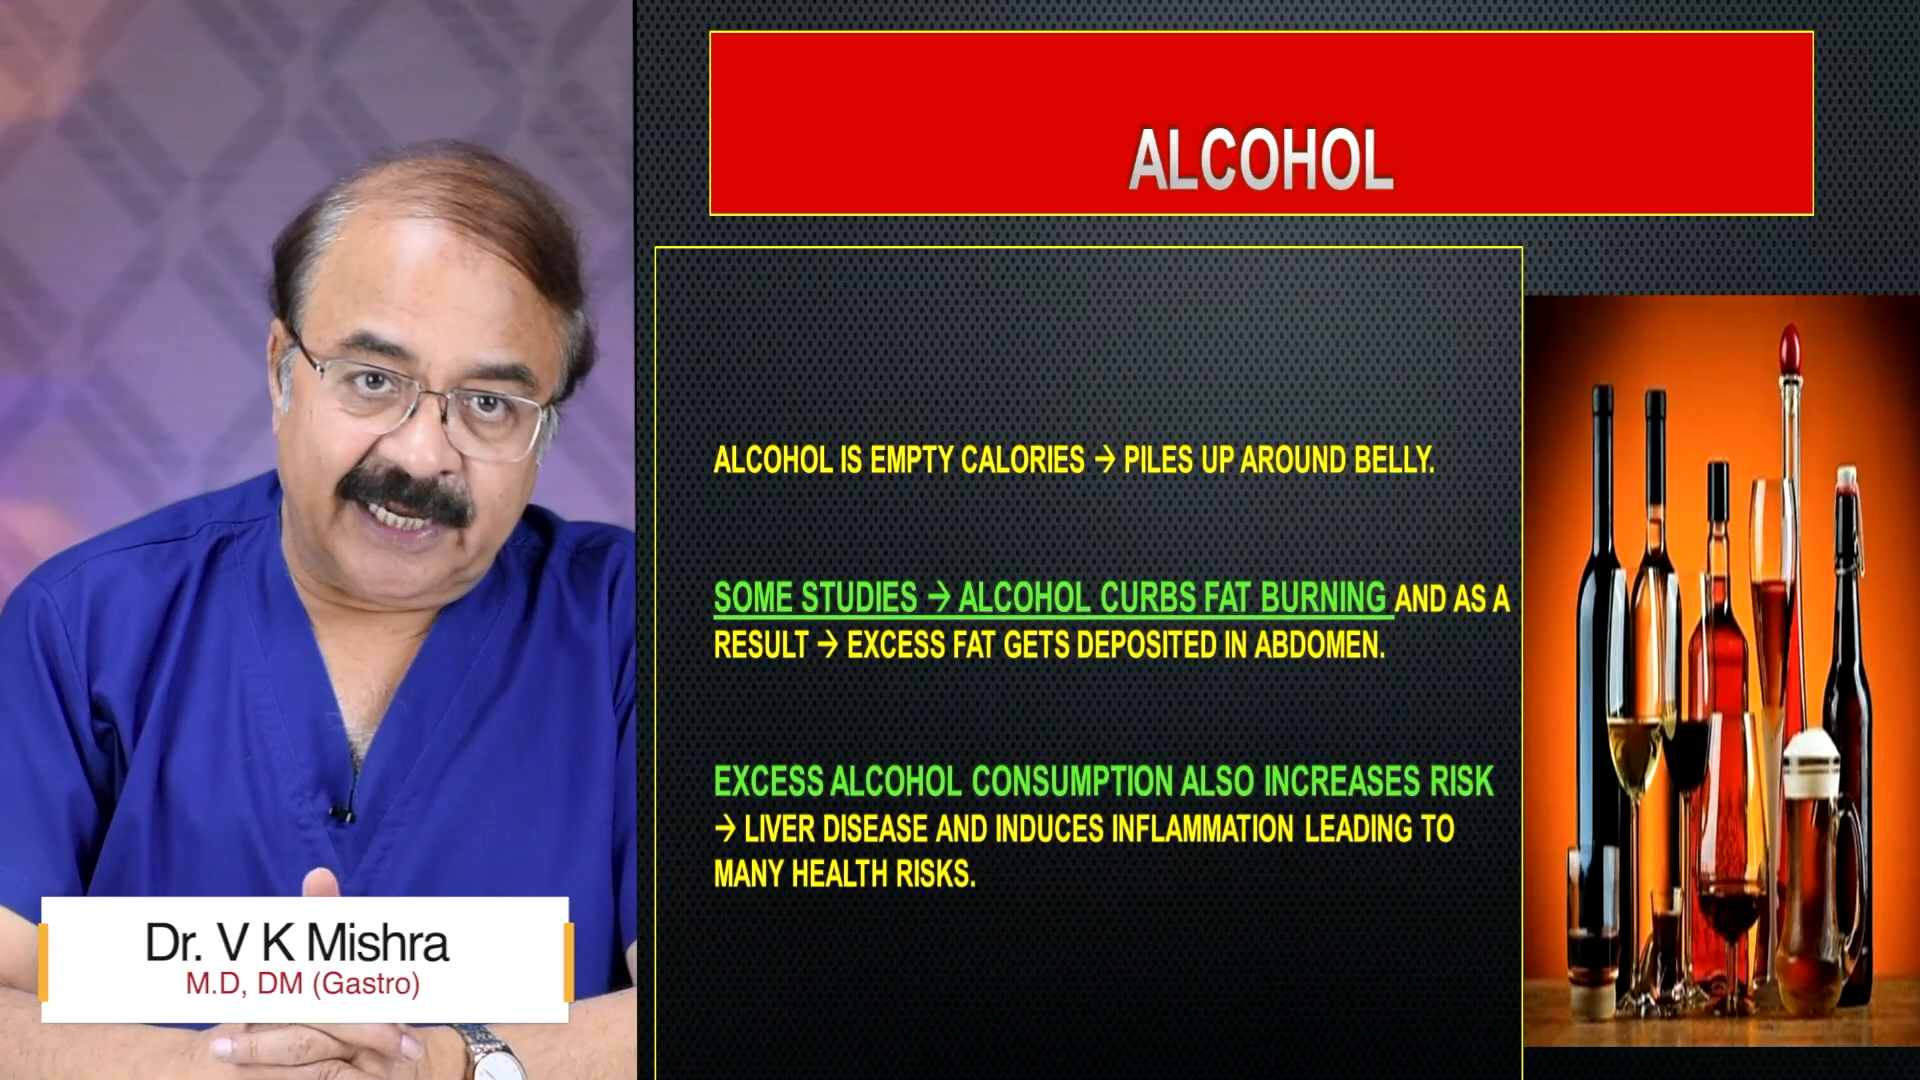 ALCOHOL
ALCOHOL IS EMPTY CALORIES → PILES UP AROUND BELLY.
SOME STUDIES → ALCOHOL CURBS FAT BURNING AND AS A
RESULT → EXCESS FAT GETS DEPOSITED IN ABDOMEN.
EXCESS ALCOHOL CONSUMPTION ALSO INCREASES RISK
→ LIVER DISEASE AND INDUCES INFLAMMATION LEADING TO
MANY HEALTH RISKS.
Dr. V K Mishra
M.D, DM (Gastro)